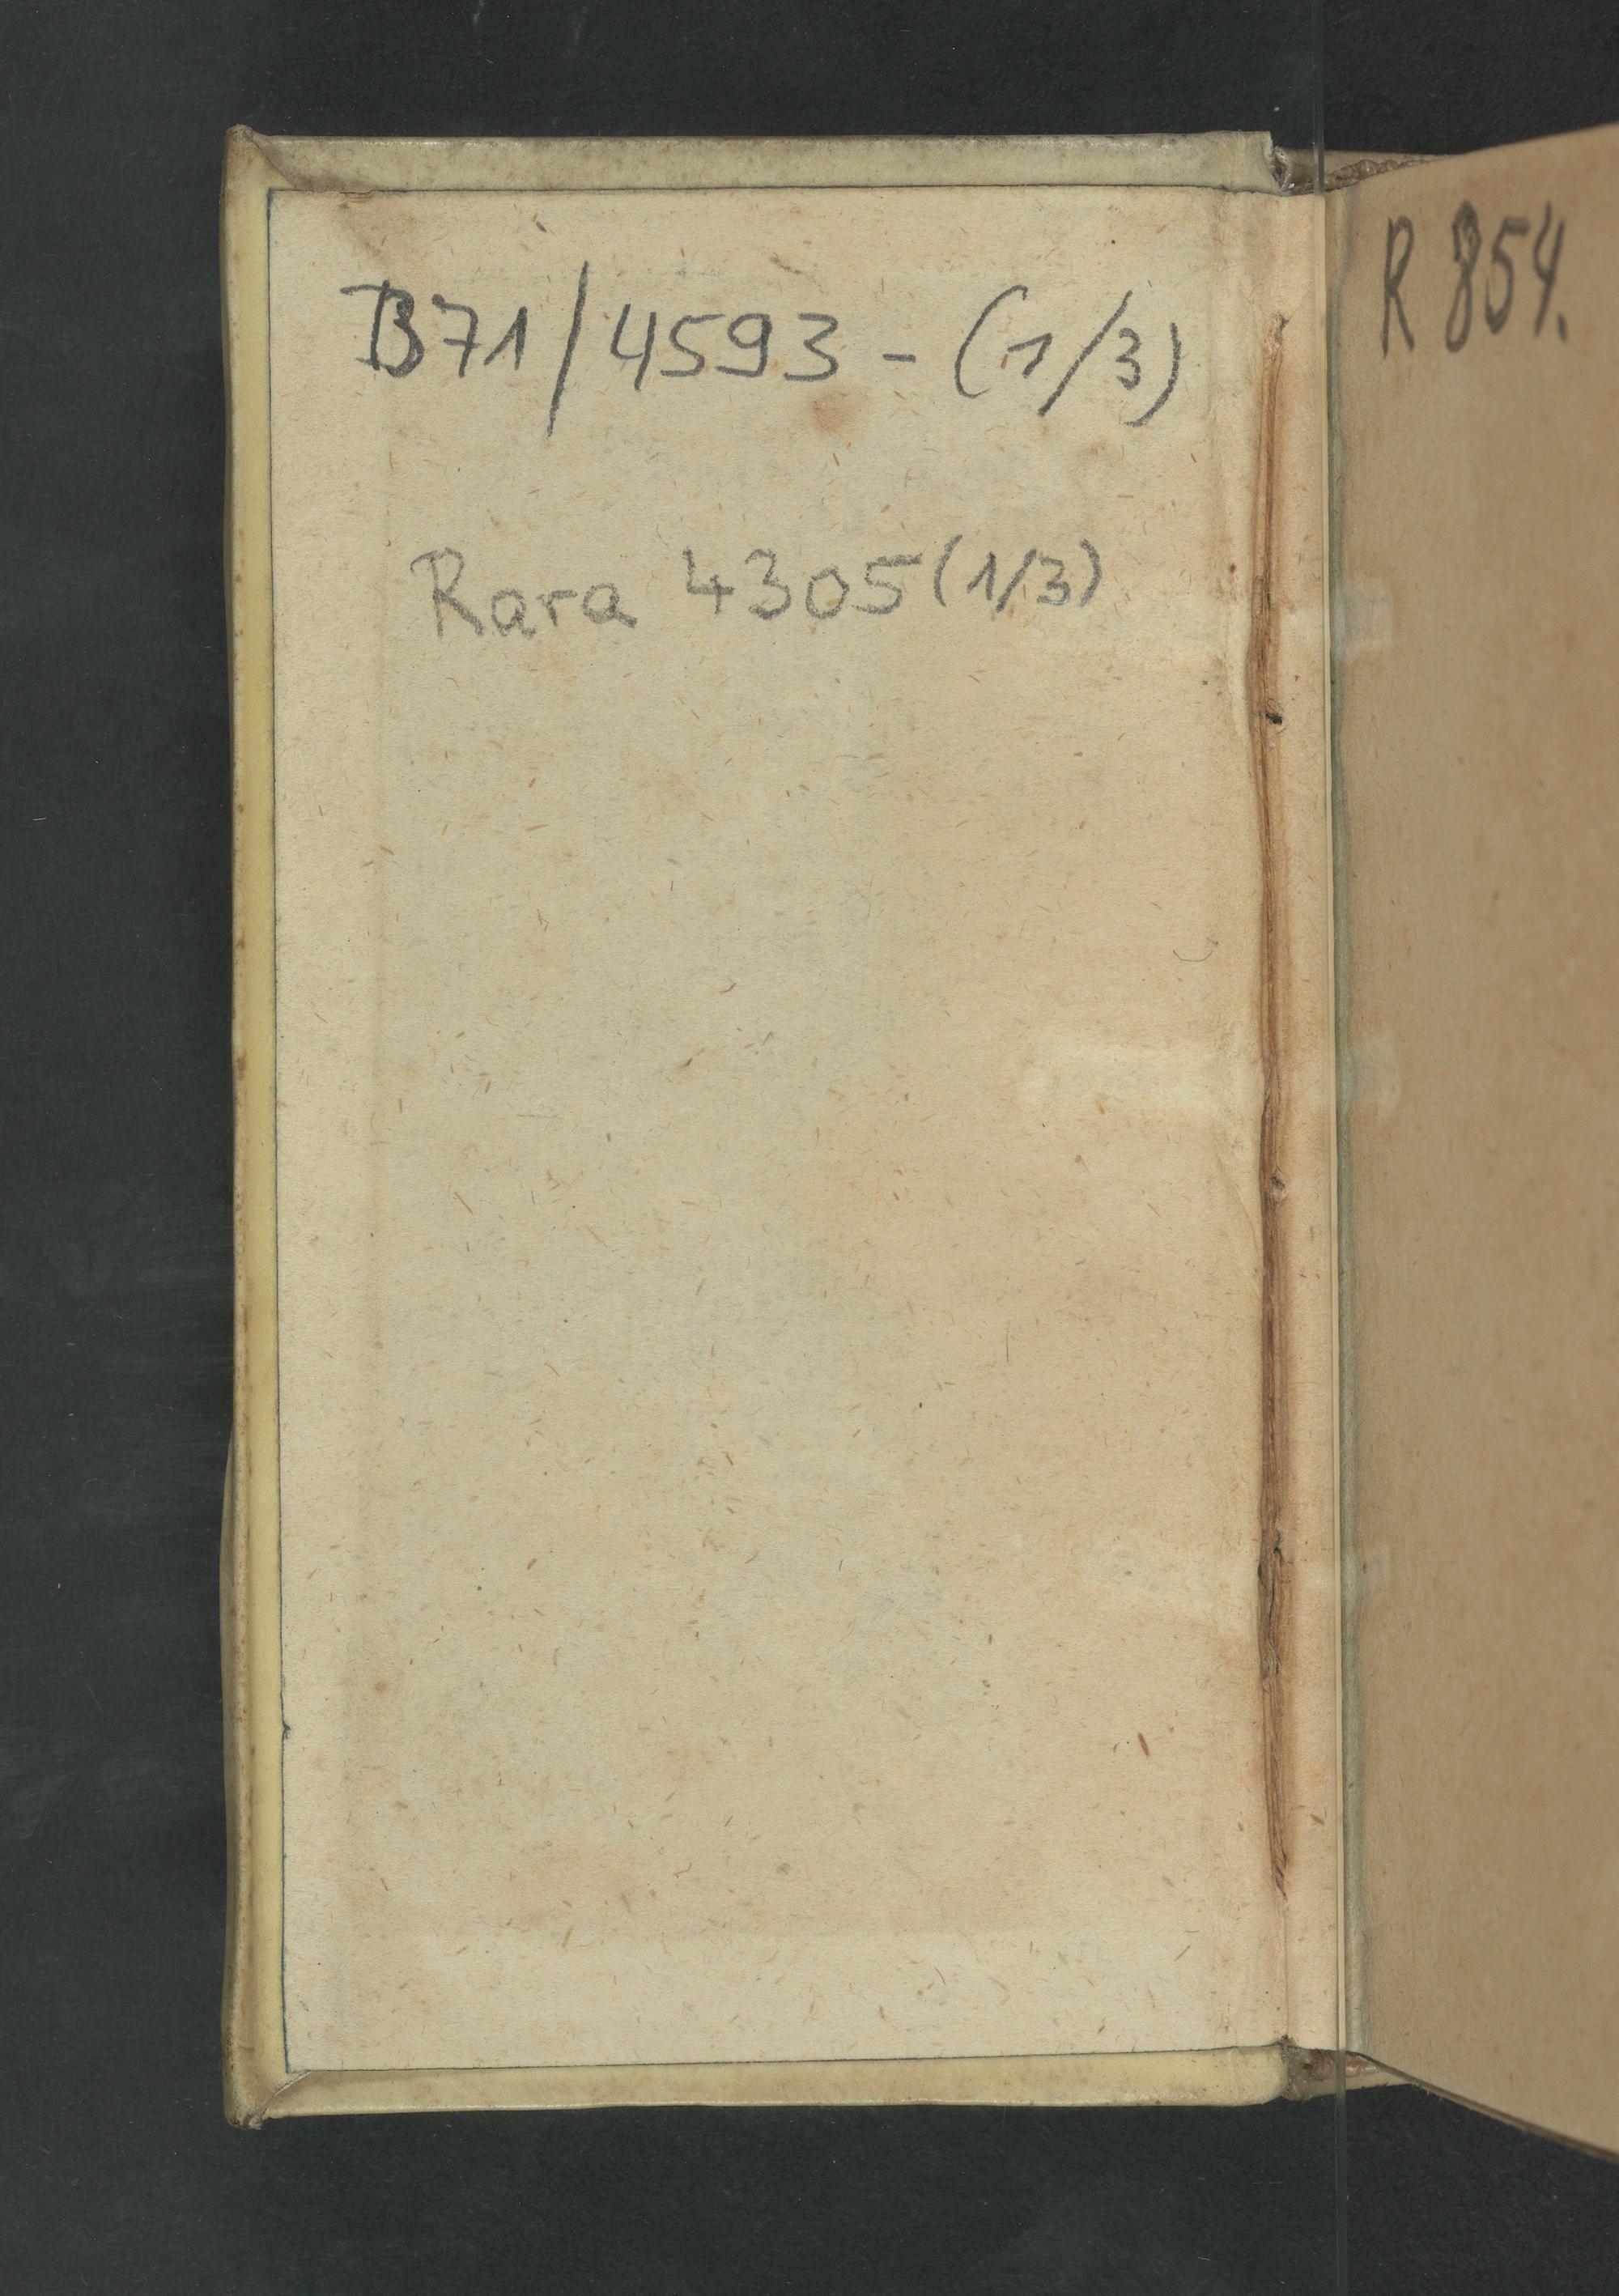 B71/4593-(1/3)
Rara 4305(1/3)
R 854.